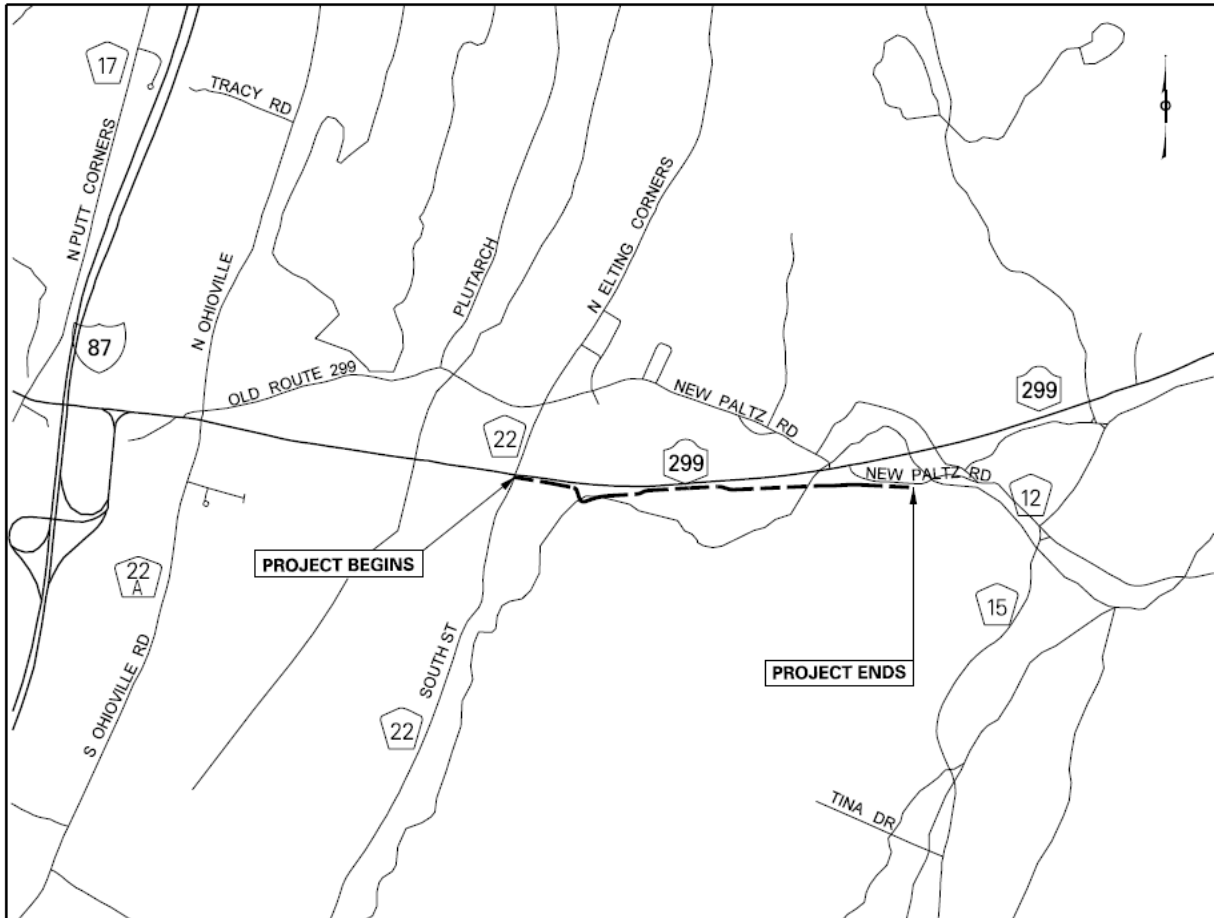 17
TRACY RD
N PUTT CORNERS
N OHIOVILLE
PLUTARCH
N ELTING CORNERS
87
OLD ROUTE 299
NEW PALTZ RD
299
22
299
NEW PALTZ RD
12
PROJECT BEGINS
22
A
15
SOUTH ST
PROJECT ENDS
S OHIOVILLE RD
22
TINA DR